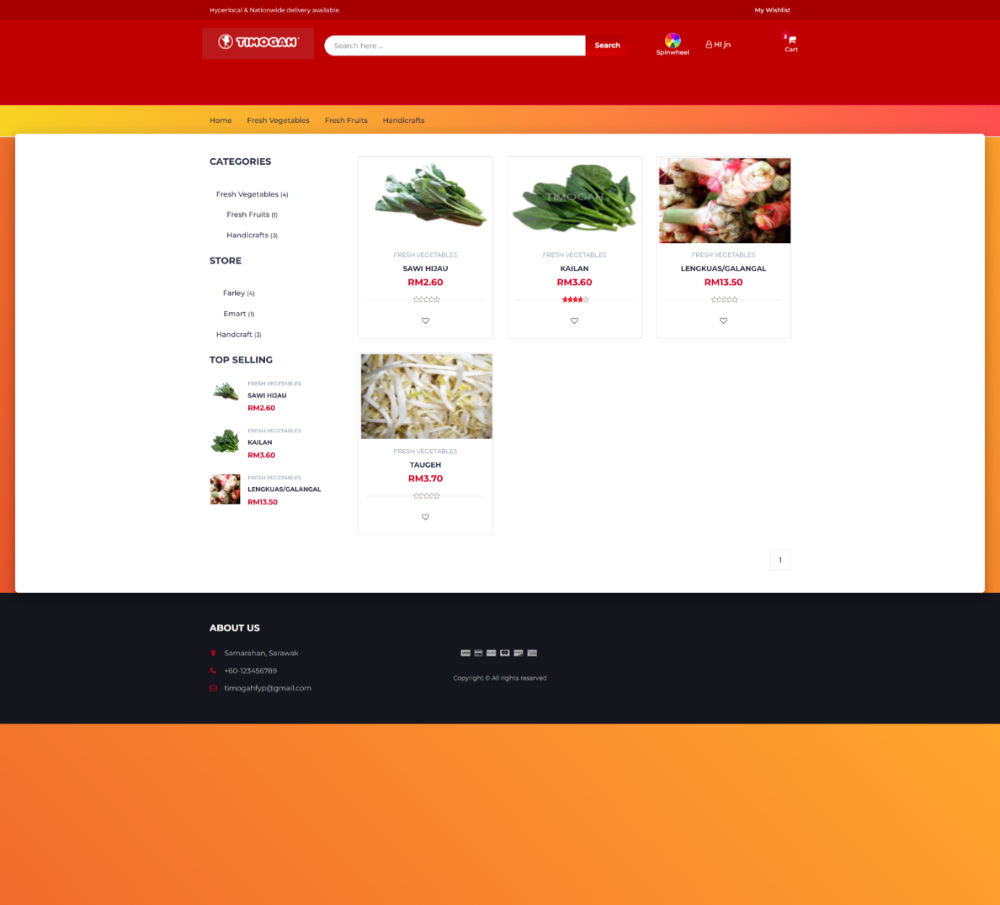 Hyperlocal & Nationwide delivery available.
My Wishlist
TIMOGAH
Search here ...
Search
Spinwheel
HI jn
3
Cart
Home
Fresh Vegetables
Fresh Fruits
Handicrafts
CATEGORIES
Fresh Vegetables (4)
Fresh Fruits (1)
Handicrafts (3)
STORE
Farley (4)
Emart (1)
Handcraft (3)
TOP SELLING
FRESH VEGETABLES
SAWI HIJAU
RM2.60
FRESH VEGETABLES
KAILAN
RM3.60
FRESH VEGETABLES
LENGKUAS/GALANGAL
RM13.50
FRESH VEGETABLES
SAWI HIJAU
RM2.60
TIMOGAH
FRESH VEGETABLES
KAILAN
RM3.60
FRESH VEGETABLES
LENGKUAS/GALANGAL
RM13.50
FRESH VEGETABLES
TAUGEH
RM3.70
1
ABOUT US
Samarahan, Sarawak
+60-123456789
timogahfyp@gmail.com
VISA
Copyright © All rights reserved